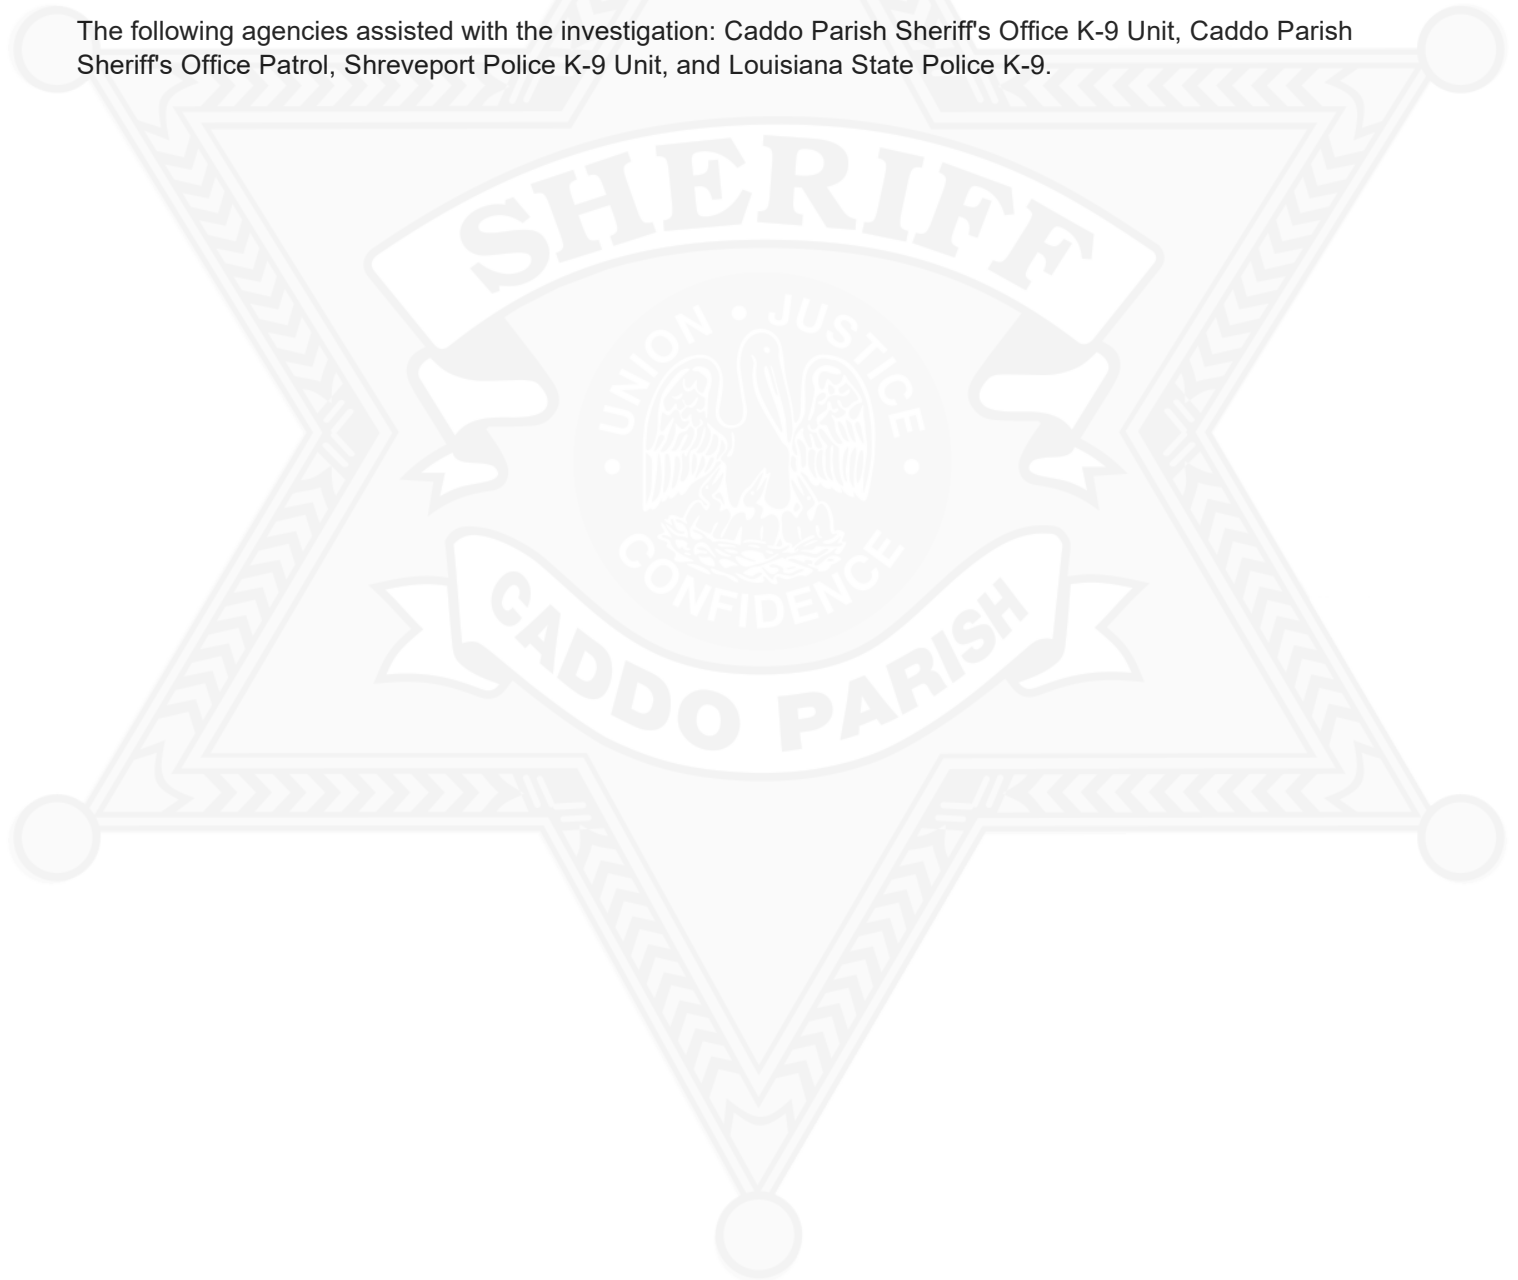 The following agencies assisted with the investigation: Caddo Parish Sheriff's Office K-9 Unit, Caddo Parish
Sheriff's Office Patrol, Shreveport Police K-9 Unit, and Louisiana State Police K-9.
SHERIFF
UNION • JUSTICE
CONFIDENCE
CADDO PARISH